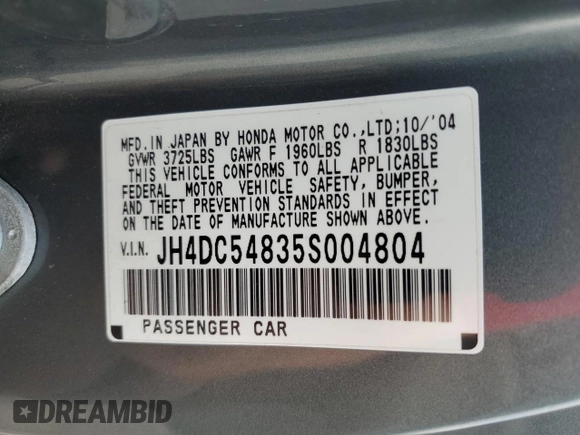 MFD.IN JAPAN BY HONDA MOTOR CO.,LTD;10/'04
GVWR 3725LBS GAWR F 1960LBS R 1830LBS
THIS VEHICLE CONFORMS TO ALL APPLICABLE
FEDERAL MOTOR VEHICLE SAFETY, BUMPER,
AND THEFT PREVENTION STANDARDS IN EFFECT
ON THE DATE OF MANUFACTURE SHOWN ABOVE.
V.I.N. JH4DC54835S004804
PASSENGER CAR
DREAMBID